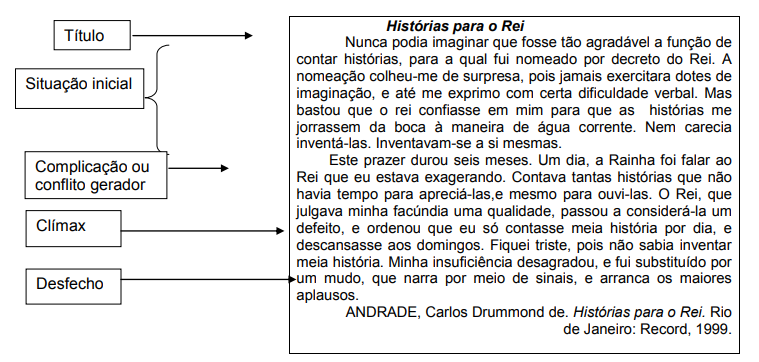 Título
Situação inicial
Complicação ou
conflito gerador
Clímax
Desfecho
Histórias para o Rei
Nunca podia imaginar que fosse tão agradável a função de
contar histórias, para a qual fui nomeado por decreto do Rei. A
nomeação colheu-me de surpresa, pois jamais exercitara dotes de
imaginação, e até me exprimo com certa dificuldade verbal. Mas
bastou que o rei confiasse em mim para que as histórias me
jorrassem da boca à maneira de água corrente. Nem carecia
inventá-las. Inventavam-se a si mesmas.
Este prazer durou seis meses. Um dia, a Rainha foi falar ao
Rei que eu estava exagerando. Contava tantas histórias que não
havia tempo para apreciá-las,e mesmo para ouvi-las. O Rei, que
julgava minha facúndia uma qualidade, passou a considerá-la um
defeito, e ordenou que eu só contasse meia história por dia, e
descansasse aos domingos. Fiquei triste, pois não sabia inventar
meia história. Minha insuficiência desagradou, e fui substituído por
um mudo, que narra por meio de sinais, e arranca os maiores
aplausos.
ANDRADE, Carlos Drummond de. Histórias para o Rei. Rio
de Janeiro: Record, 1999.